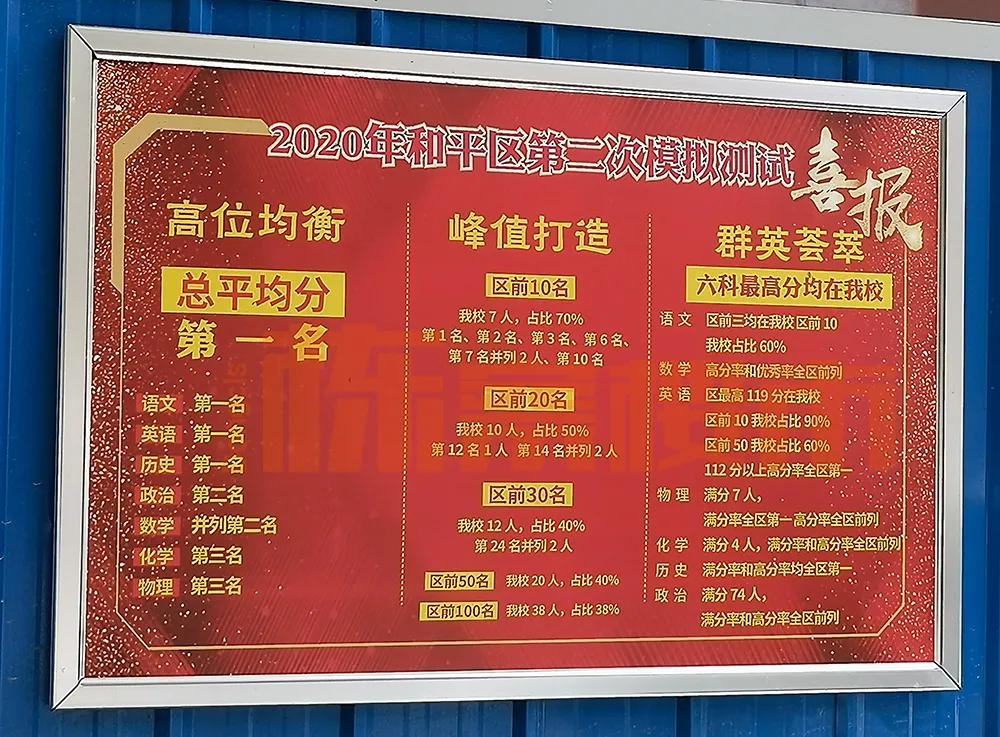 2020年和平区第二次模拟测试
喜报
高位均衡
总平均分
第一名
语文 第一名
英语 第一名
历史 第一名
政治 第二名
数学 并列第二名
化学 第三名
物理 第三名
峰值打造
区前10名
我校7人，占比70%
第1名、第2名、第3名、第6名、
第7名并列2人、第10名
区前20名
我校10人，占比50%
第12名1人 第14名并列2人
区前30名
我校12人，占比40%
第24名并列2人
区前50名 我校20人，占比40%
区前100名 我校38人，占比38%
群英荟萃
六科最高分均在我校
语文 区前三均在我校区前10
我校占比60%
数学 高分率和优秀率全区前列
英语 区最高119分在我校
区前10我校占比90%
区前50我校占比60%
112分以上高分率全区第一
物理 满分7人，
满分率全区第一高分率全区前列
化学 满分4人，满分率和高分率全区前列
历史 满分率和高分率均全区第一
政治 满分74人，
满分率和高分率全区前列